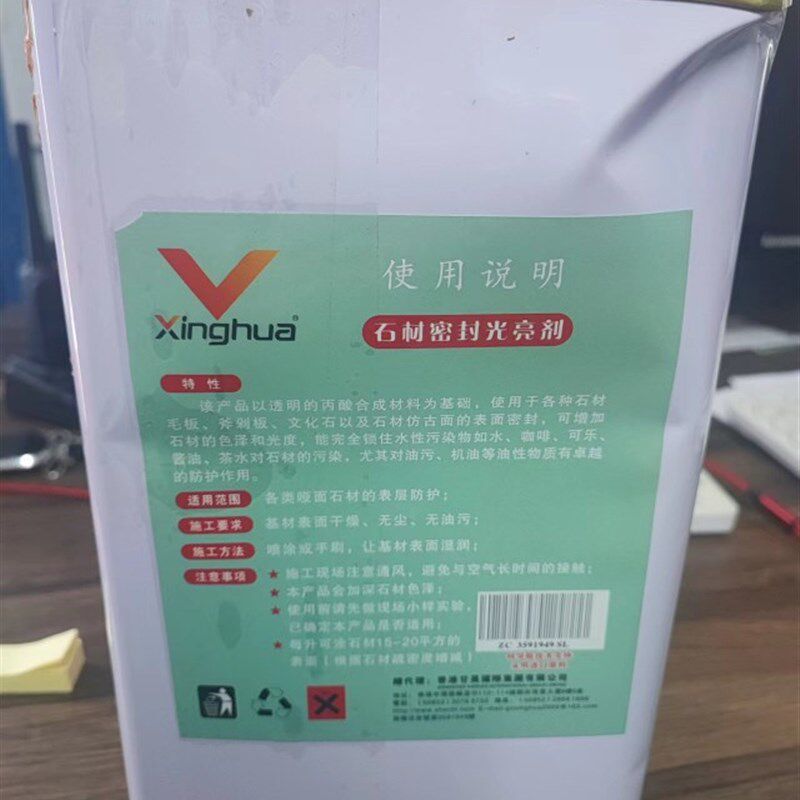 使用说明
Xinghua
石材密封光亮剂
特性
该产品以透明的丙酸合成材料为基础，使用于各种石材
毛板、斧剁板、文化石以及石材仿古面的表面密封，可增加
石材的色泽和光度，能完全锁住水性污染物如水、咖啡、可乐、
酱油、茶水对石材的污染，尤其对油污、机油等油性物质有卓越
的防护作用。
适用范围 各类哑面石材的表层防护；
施工要求 基材表面干燥、无尘、无油污；
施工方法 喷涂或手刷，让基材表面湿润；
注意事项 ★ 施工现场注意通风，避免与空气长时间的接触；
★ 本产品会加深石材色泽；
★ 使用前请先做现场小样实验，
已确定本产品是否适用；
★ 每升可涂石材15-20平方的
表面（根据石材疏密度增减）
ZC 3591949 SL